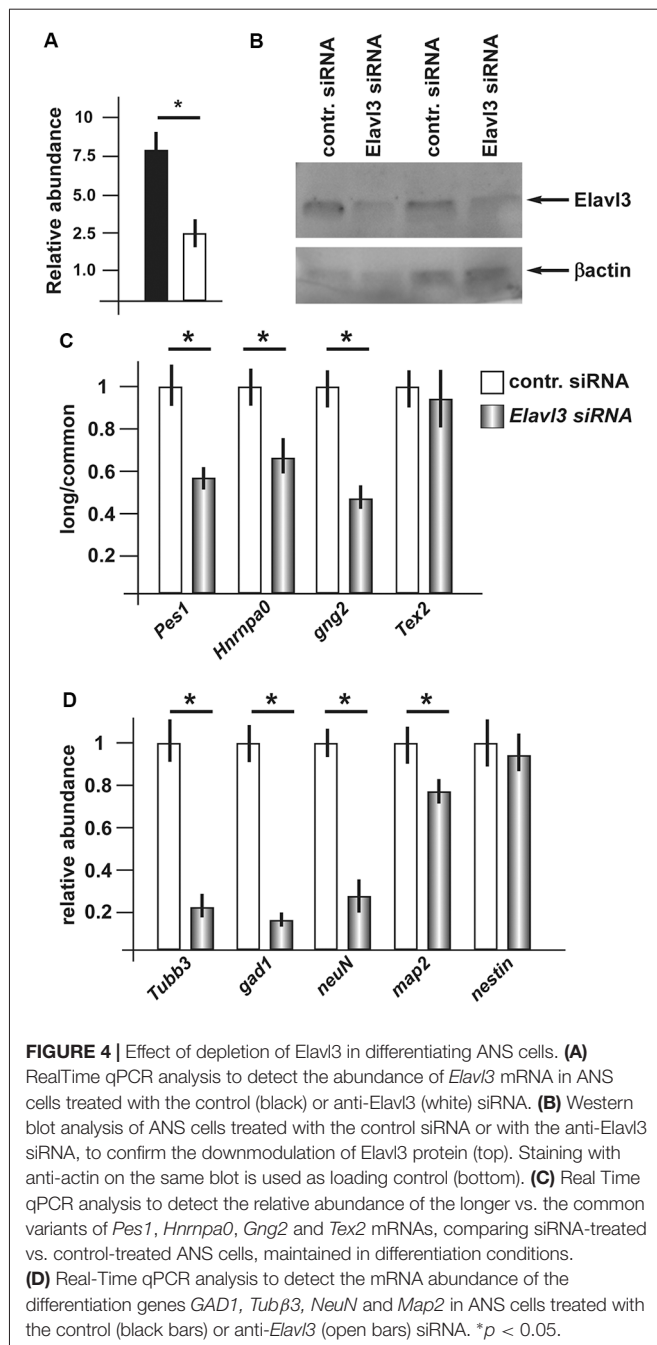 A
B
contr. siRNA
Elavl3 siRNA
contr. siRNA
Elavl3 siRNA
Relative abundance
10
7.5
5.0
2.5
1.0
*
Elavl3
βactin
C
* * *
long/common
1
0.8
0.6
0.4
0.2
contr. siRNA
Elavl3 siRNA
Pes1
Hnrnpa0
gng2
Tex2
D
* * * *
relative abundance
1
0.8
0.6
0.4
0.2
Tubb3
gad1
neuN
map2
nestin
FIGURE 4 | Effect of depletion of Elavl3 in differentiating ANS cells. (A)
RealTime qPCR analysis to detect the abundance of Elavl3 mRNA in ANS
cells treated with the control (black) or anti-Elavl3 (white) siRNA. (B) Western
blot analysis of ANS cells treated with the control siRNA or with the anti-Elavl3
siRNA, to confirm the downmodulation of Elavl3 protein (top). Staining with
anti-actin on the same blot is used as loading control (bottom). (C) Real Time
qPCR analysis to detect the relative abundance of the longer vs. the common
variants of Pes1, Hnrnpa0, Gng2 and Tex2 mRNAs, comparing siRNA-treated
vs. control-treated ANS cells, maintained in differentiation conditions.
(D) Real-Time qPCR analysis to detect the mRNA abundance of the
differentiation genes GAD1, Tubβ3, NeuN and Map2 in ANS cells treated with
the control (black bars) or anti-Elavl3 (open bars) siRNA. *p < 0.05.